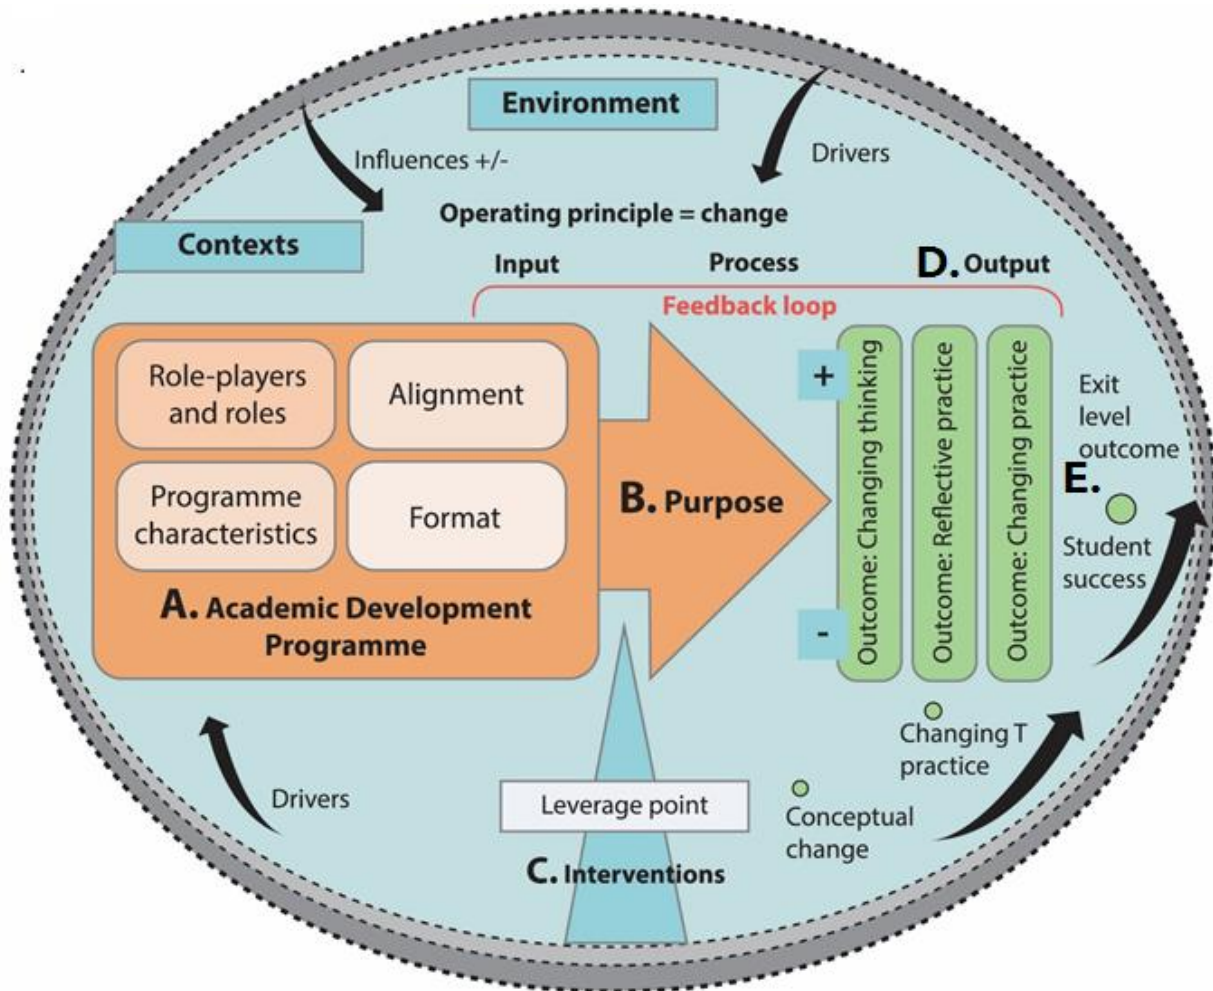 Environment
Influences +/-
Drivers
Operating principle = change
Contexts
Input
Process
D. Output
Feedback loop
Role-players
and roles
Alignment
Programme
characteristics
Format
A. Academic Development
Programme
B. Purpose
+
-
Outcome: Changing thinking
Outcome: Reflective practice
Outcome: Changing practice
Exit
level
outcome
E.
Student
success
Changing T
practice
Conceptual
change
Drivers
Leverage point
C. Interventions